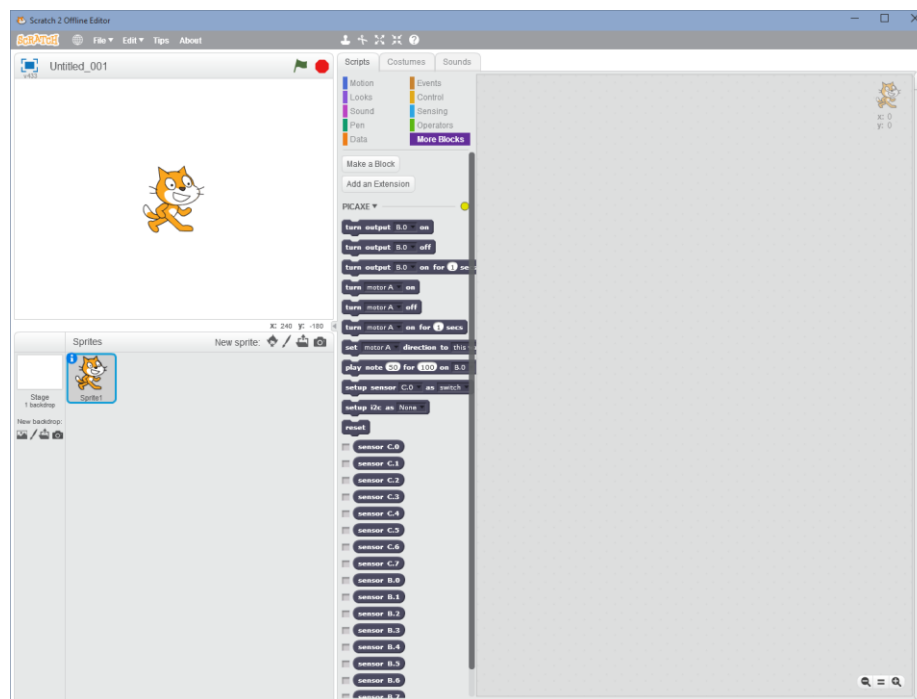 Scratch 2 Offline Editor
SCRATCH File Edit Tips About
Untitled_001
v433
Scripts Costumes Sounds
Motion Events
Looks Control
Sound Sensing
Pen Operators
Data More Blocks
x: 0
y: 0
Make a Block
Add an Extension
PICAXE
turn output B.0 on
turn output B.0 off
turn output B.0 on for 1 sec
turn motor A on
turn motor A off
turn motor A on for 1 secs
set motor A direction to this
play note 50 for 100 on B.0
setup sensor C.0 as switch
setup i2c as None
reset
sensor C.0
sensor C.1
sensor C.2
sensor C.3
sensor C.4
sensor C.5
sensor C.6
sensor C.7
sensor B.0
sensor B.1
sensor B.2
sensor B.3
sensor B.4
sensor B.5
sensor B.6
sensor B.7
X: 240 y: -180
Sprites New sprite:
Stage
1 backdrop
Sprite1
New backdrop: